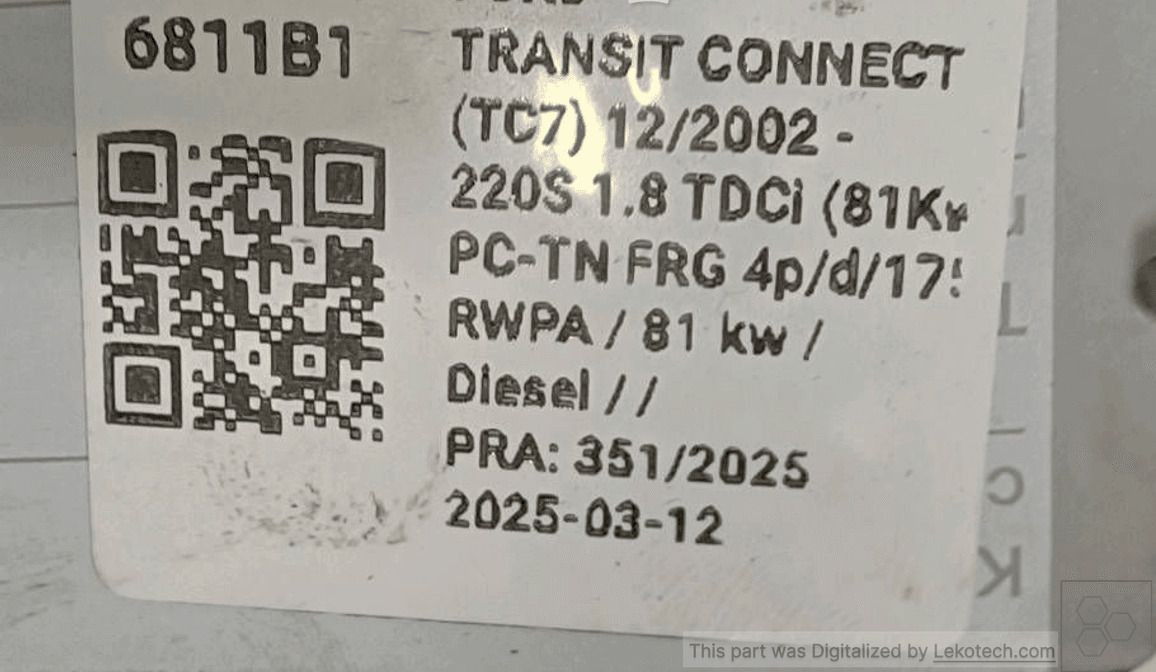 6811B1
TRANSIT CONNECT
(TC7) 12/2002 -
220S 1.8 TDCi (81Kw
PC-TN FRG 4p/d/17
RWPA / 81 kw /
Diesel / /
PRA: 351/2025
2025-03-12
This part was Digitalized by Lekotech.com